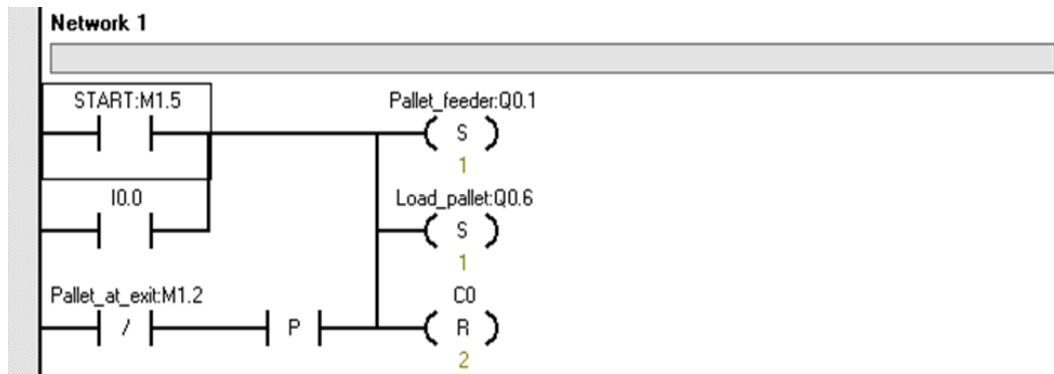 Network 1
START:M1.5 Pallet_feeder:Q0.1
S
1
I0.0 Load_pallet:Q0.6
S
1
Pallet_at_exit:M1.2 C0
/ P R
2